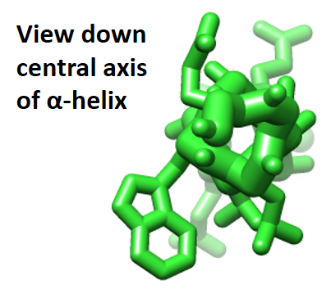 View down
central axis
of α-helix